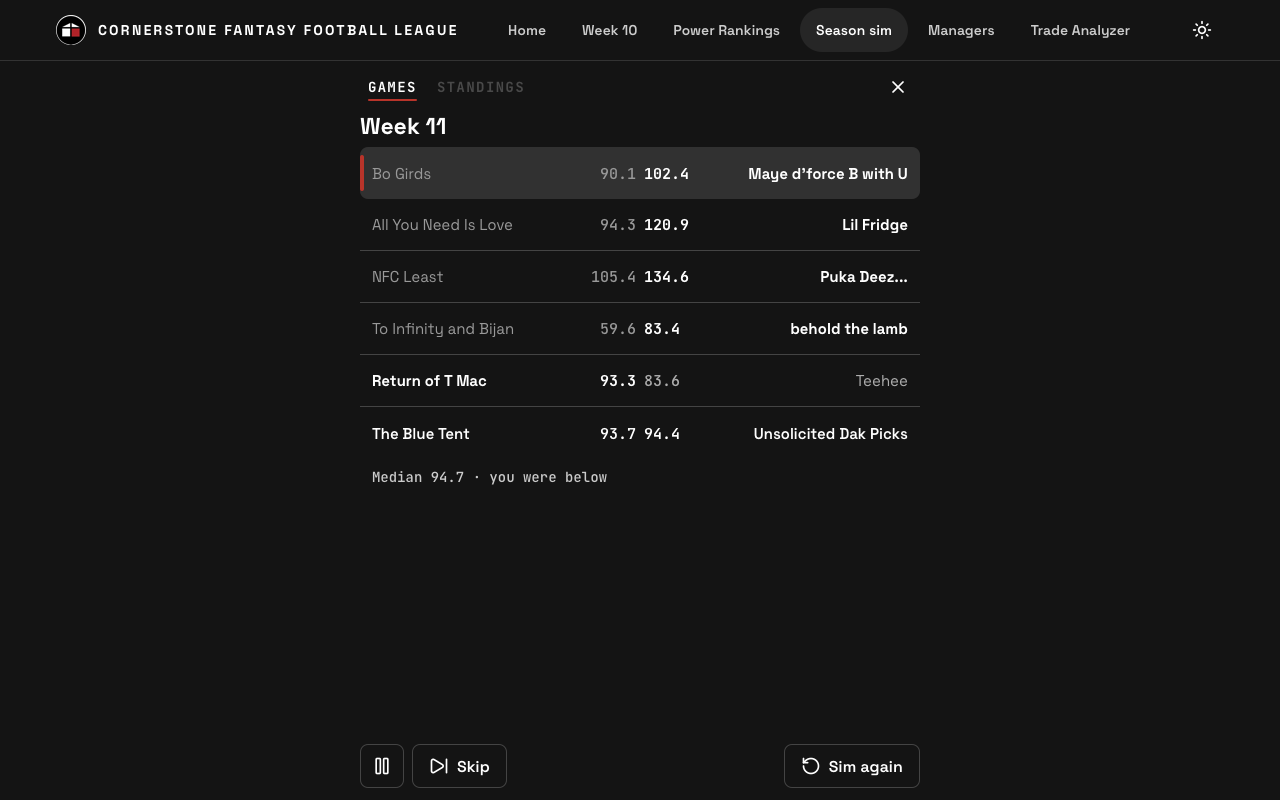 CORNERSTONE FANTASY FOOTBALL LEAGUE Home Week 10 Power Rankings Season sim Managers Trade Analyzer
GAMES STANDINGS
Week 11
Bo Girds 90.1 102.4 Maye d’force B with U
All You Need Is Love 94.3 120.9 Lil Fridge
NFC Least 105.4 134.6 Puka Deez...
To Infinity and Bijan 59.6 83.4 behold the lamb
Return of T Mac 93.3 83.6 Teehee
The Blue Tent 93.7 94.4 Unsolicited Dak Picks
Median 94.7 · you were below
Skip Sim again